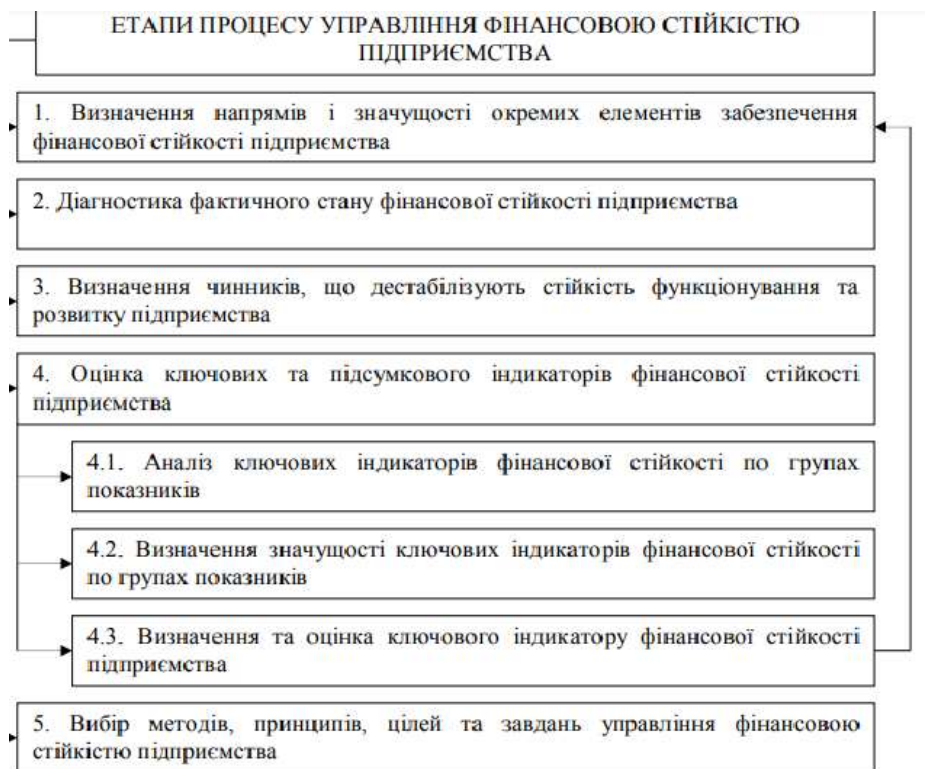 ЕТАПИ ПРОЦЕСУ УПРАВЛІННЯ ФІНАНСОВОЮ СТІЙКІСТЮ
ПІДПРИЄМСТВА
1. Визначення напрямів і значущості окремих елементів забезпечення
фінансової стійкості підприємства
2. Діагностика фактичного стану фінансової стійкості підприємства
3. Визначення чинників, що дестабілізують стійкість функціонування та
розвитку підприємства
4. Оцінка ключових та підсумкового індикаторів фінансової стійкості
підприємства
4.1. Аналіз ключових індикаторів фінансової стійкості по групах
показників
4.2. Визначення значущості ключових індикаторів фінансової стійкості
по групах показників
4.3. Визначення та оцінка ключового індикатору фінансової стійкості
підприємства
5. Вибір методів, принципів, цілей та завдань управління фінансовою
стійкістю підприємства